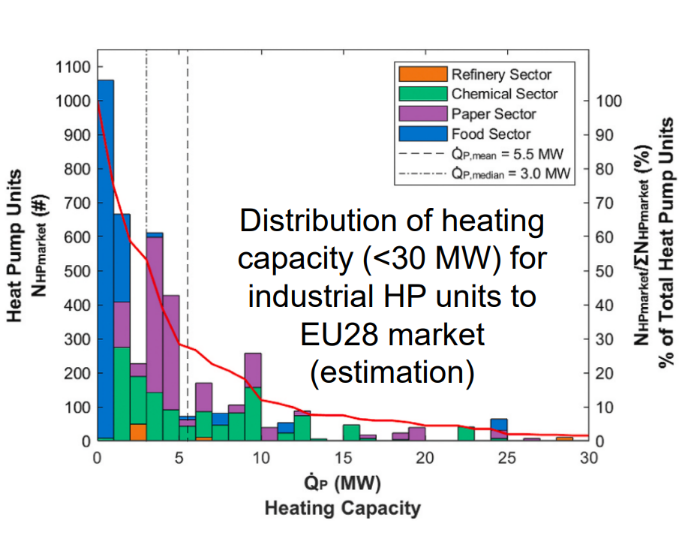 Refinery Sector
Chemical Sector
Paper Sector
Food Sector
Q̇P,mean = 5.5 MW
Q̇P,median = 3.0 MW
Distribution of heating
capacity (<30 MW) for
industrial HP units to
EU28 market
(estimation)
Heat Pump Units
NHPmarket (#)
1100
1000
900
800
700
600
500
400
300
200
100
0
100
90
80
70
60
50
40
30
20
10
0
NHPmarket/ΣNHPmarket (%)
% of Total Heat Pump Units
0 5 10 15 20 25 30
Q̇P (MW)
Heating Capacity